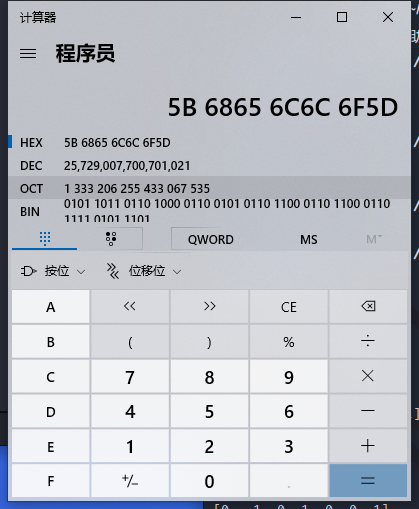 计算器
程序员
5B 6865 6C6C 6F5D
HEX 5B 6865 6C6C 6F5D
DEC 25,729,007,700,701,021
OCT 1 333 206 255 433 067 535
BIN 0101 1011 0110 1000 0110 0101 0110 1100 0110 1100 0110
1111 0101 1101
QWORD MS M˅
按位 位移位
A << >> CE
B ( ) % ÷
C 7 8 9 ×
D 4 5 6 −
E 1 2 3 +
F +/− 0 . =